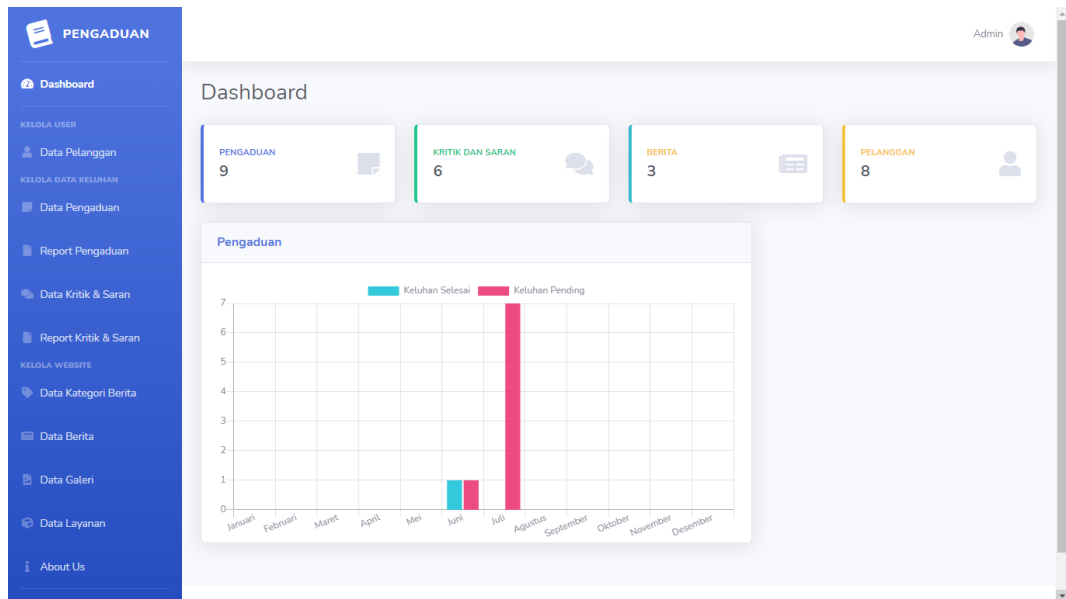 PENGADUAN
Admin
Dashboard
KELOLA USER
Data Pelanggan
KELOLA DATA KELUHAN
Data Pengaduan
Report Pengaduan
Data Kritik & Saran
Report Kritik & Saran
KELOLA WEBSITE
Data Kategori Berita
Data Berita
Data Galeri
Data Layanan
About Us
Dashboard
PENGADUAN
9
KRITIK DAN SARAN
6
BERITA
3
PELANGGAN
8
Pengaduan
Keluhan Selesai Keluhan Pending
7
6
5
4
3
2
1
0
Januari Februari Maret April Mei Juni Juli Agustus September Oktober November Desember